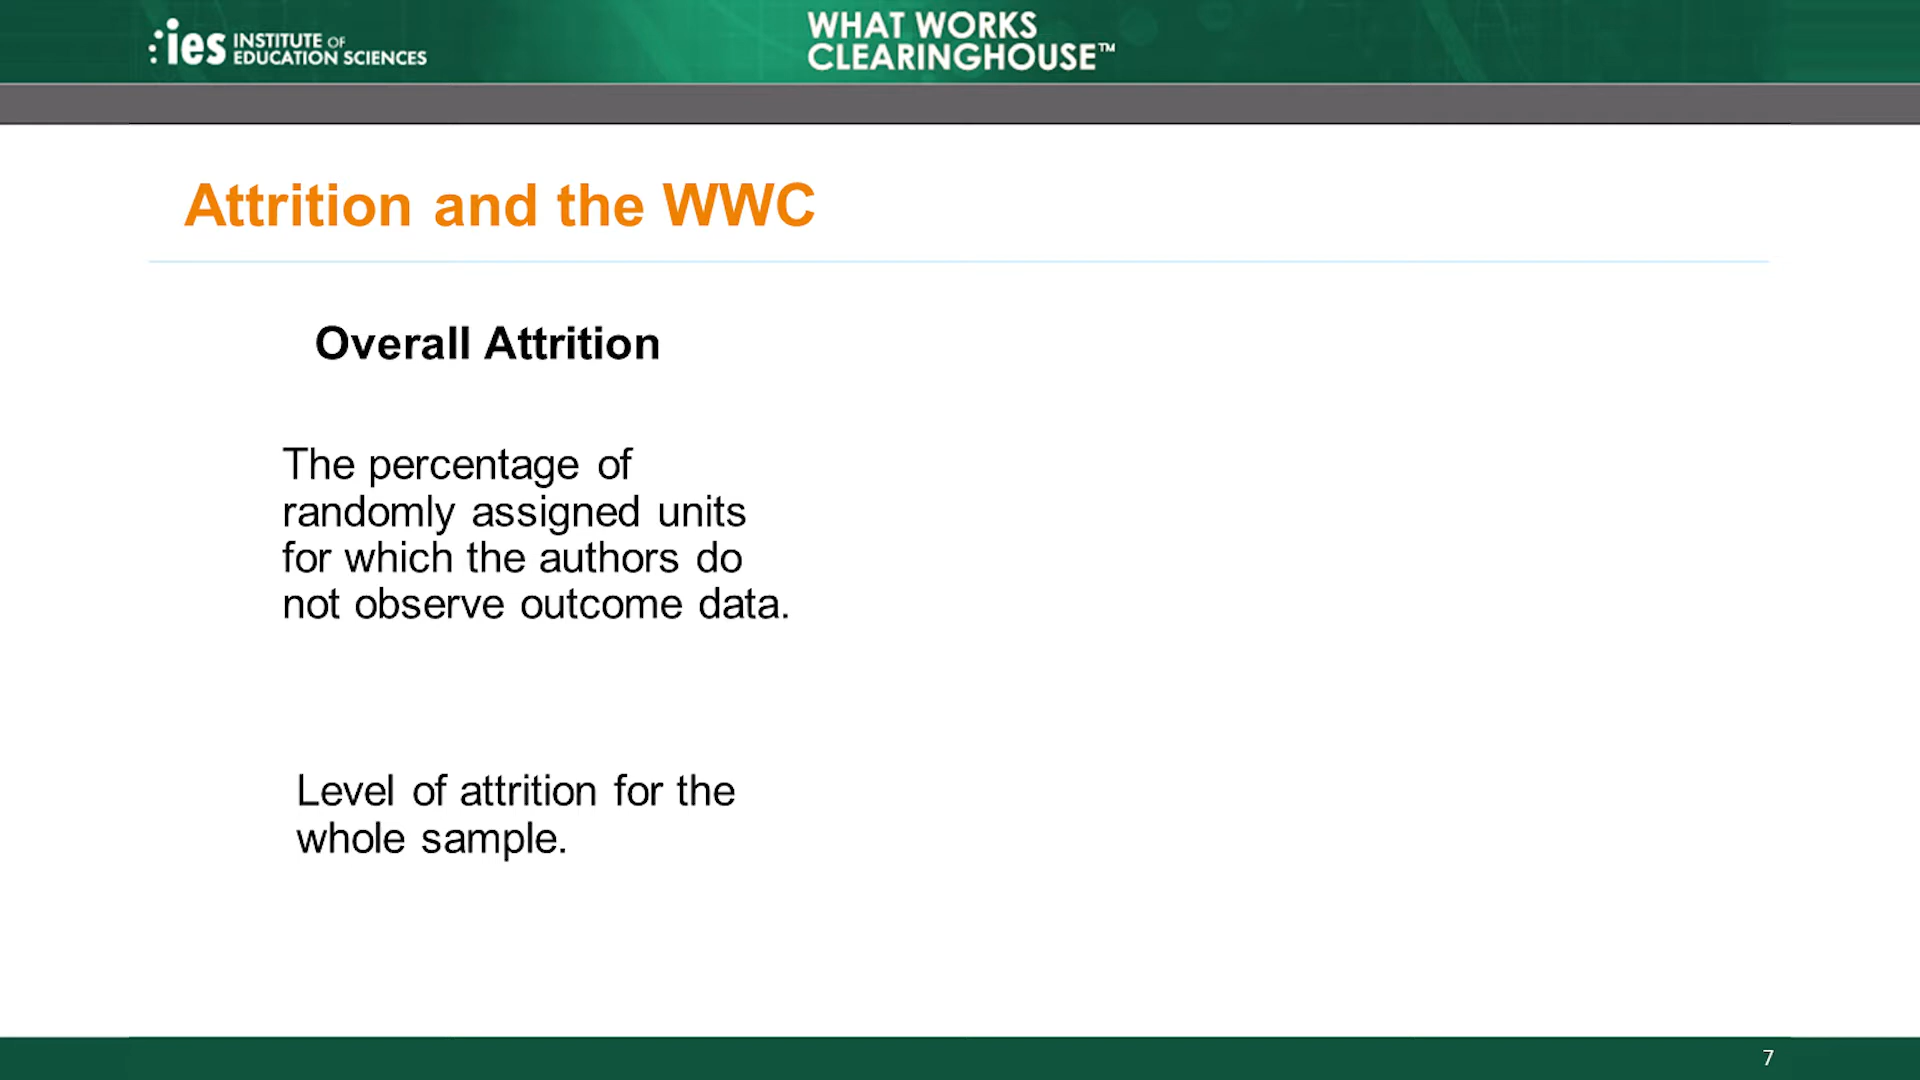 ies INSTITUTE OF
EDUCATION SCIENCES
WHAT WORKS
CLEARINGHOUSE™
Attrition and the WWC
Overall Attrition
The percentage of
randomly assigned units
for which the authors do
not observe outcome data.
Level of attrition for the
whole sample.
7